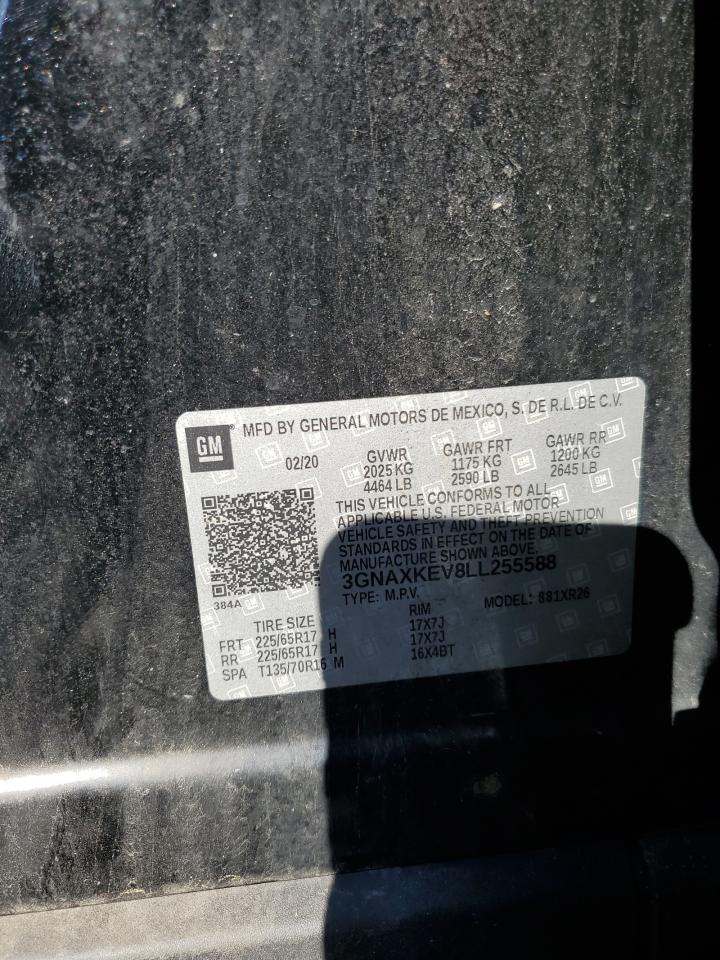 GM
MFD BY GENERAL MOTORS DE MEXICO, S. DE R.L. DE C.V.
02/20 GVWR GAWR FRT GAWR RR
2025 KG 1175 KG 1200 KG
4464 LB 2590 LB 2645 LB
THIS VEHICLE CONFORMS TO ALL
APPLICABLE U.S. FEDERAL MOTOR
VEHICLE SAFETY AND THEFT PREVENTION
STANDARDS IN EFFECT ON THE DATE OF
MANUFACTURE SHOWN ABOVE.
3GNAXKEV8LL255588
TYPE: M.P.V. MODEL: 881XR26
384A
TIRE SIZE RIM
FRT 225/65R17 H 17X7J
RR 225/65R17 H 17X7J
SPA T135/70R16 M 16X4BT